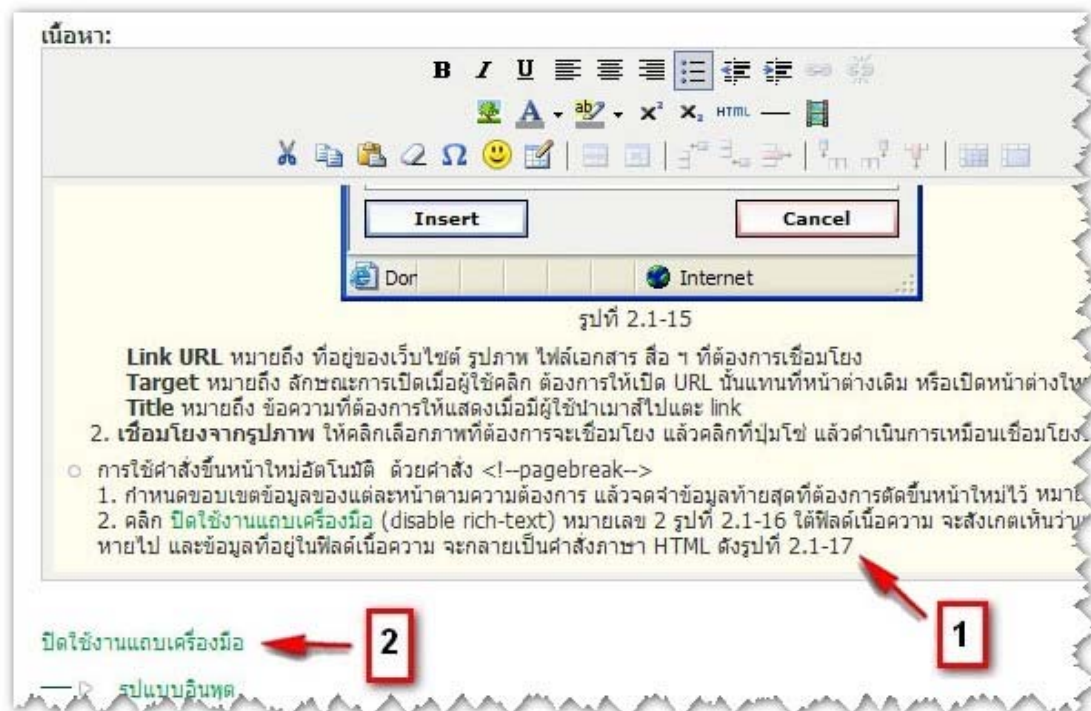 เนื้อหา:
B I U
A ab x² x₂ HTML
Ω
Insert Cancel
Don Internet
รูปที่ 2.1-15
Link URL หมายถึง ที่อยู่ของเว็บไซต์ รูปภาพ ไฟล์เอกสาร สื่อ ฯ ที่ต้องการเชื่อมโยง
Target หมายถึง ลักษณะการเปิดเมื่อผู้ใช้คลิก ต้องการให้เปิด URL นั้นแทนที่หน้าต่างเดิม หรือเปิดหน้าต่างให
Title หมายถึง ข้อความที่ต้องการให้แสดงเมื่อมีผู้ใช้นำเมาส์ไปแตะ link
2. เชื่อมโยงจากรูปภาพ ให้คลิกเลือกภาพที่ต้องการจะเชื่อมโยง แล้วคลิกที่ปุ่มโซ่ แล้วดำเนินการเหมือนเชื่อมโยง
การใช้คำสั่งขึ้นหน้าใหม่อัตโนมัติ ด้วยคำสั่ง <!--pagebreak-->
1. กำหนดขอบเขตข้อมูลของแต่ละหน้าตามความต้องการ แล้วจดจำข้อมูลท้ายสุดที่ต้องการตัดขึ้นหน้าใหม่ไว้ หมาย
2. คลิก ปิดใช้งานแถบเครื่องมือ (disable rich-text) หมายเลข 2 รูปที่ 2.1-16 ใต้ฟิลด์เนื้อความ จะสังเกตเห็นว่าแ
หายไป และข้อมูลที่อยู่ในฟิลด์เนื้อความ จะกลายเป็นคำสั่งภาษา HTML ดังรูปที่ 2.1-17
1
ปิดใช้งานแถบเครื่องมือ
2
รูปแบบอินพุต